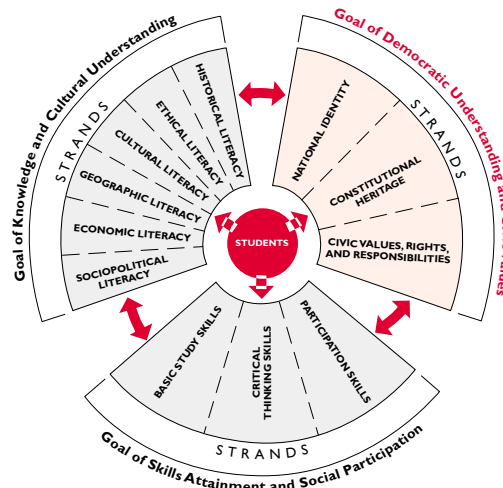 Goal of Knowledge and Cultural Understanding
STRANDS
HISTORICAL LITERACY
ETHICAL LITERACY
CULTURAL LITERACY
GEOGRAPHIC LITERACY
ECONOMIC LITERACY
SOCIOPOLITICAL
LITERACY
Goal of Democratic Understanding and Civic Values
STRANDS
NATIONAL IDENTITY
CONSTITUTIONAL
HERITAGE
CIVIC VALUES, RIGHTS,
AND RESPONSIBILITIES
STUDENTS
BASIC STUDY SKILLS
CRITICAL
THINKING SKILLS
PARTICIPATION SKILLS
STRANDS
Goal of Skills Attainment and Social Participation